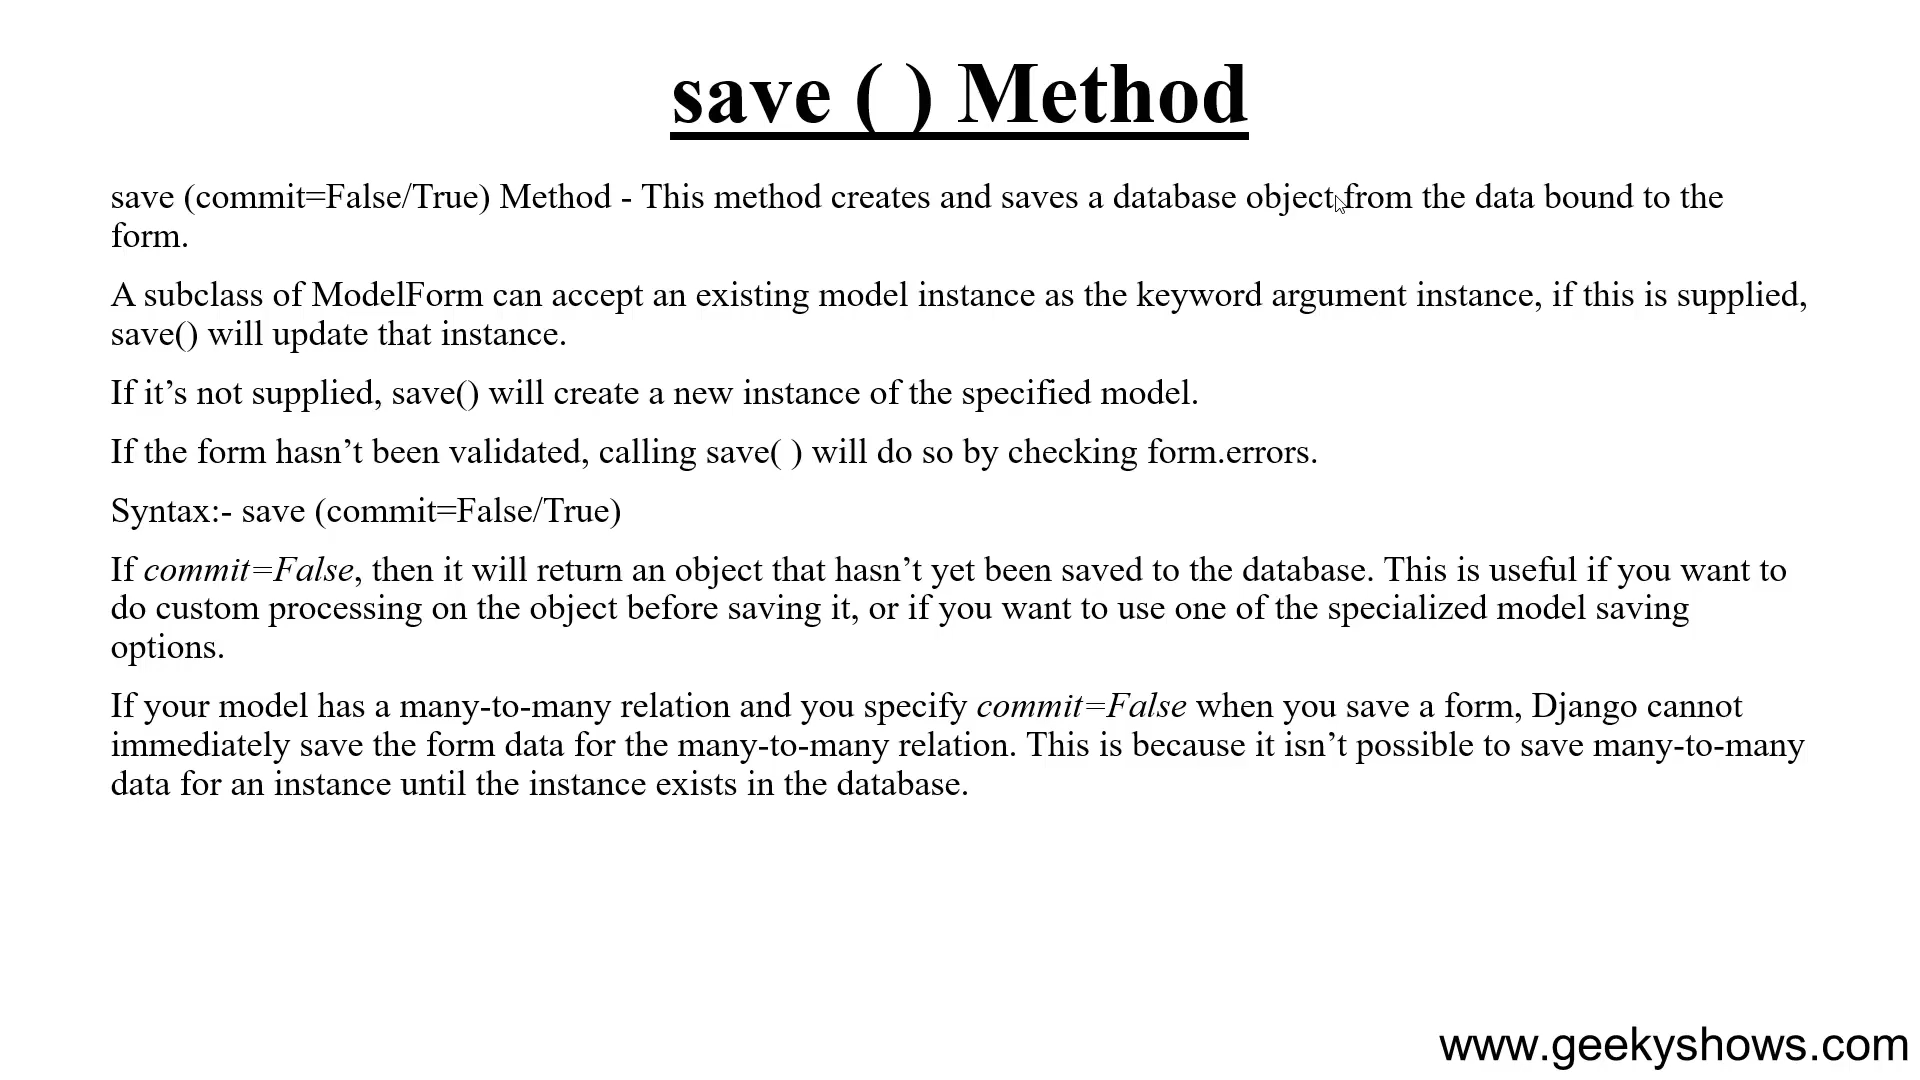 save ( ) Method
save (commit=False/True) Method - This method creates and saves a database object from the data bound to the
form.
A subclass of ModelForm can accept an existing model instance as the keyword argument instance, if this is supplied,
save() will update that instance.
If it’s not supplied, save() will create a new instance of the specified model.
If the form hasn’t been validated, calling save( ) will do so by checking form.errors.
Syntax:- save (commit=False/True)
If commit=False, then it will return an object that hasn’t yet been saved to the database. This is useful if you want to
do custom processing on the object before saving it, or if you want to use one of the specialized model saving
options.
If your model has a many-to-many relation and you specify commit=False when you save a form, Django cannot
immediately save the form data for the many-to-many relation. This is because it isn’t possible to save many-to-many
data for an instance until the instance exists in the database.
www.geekyshows.com